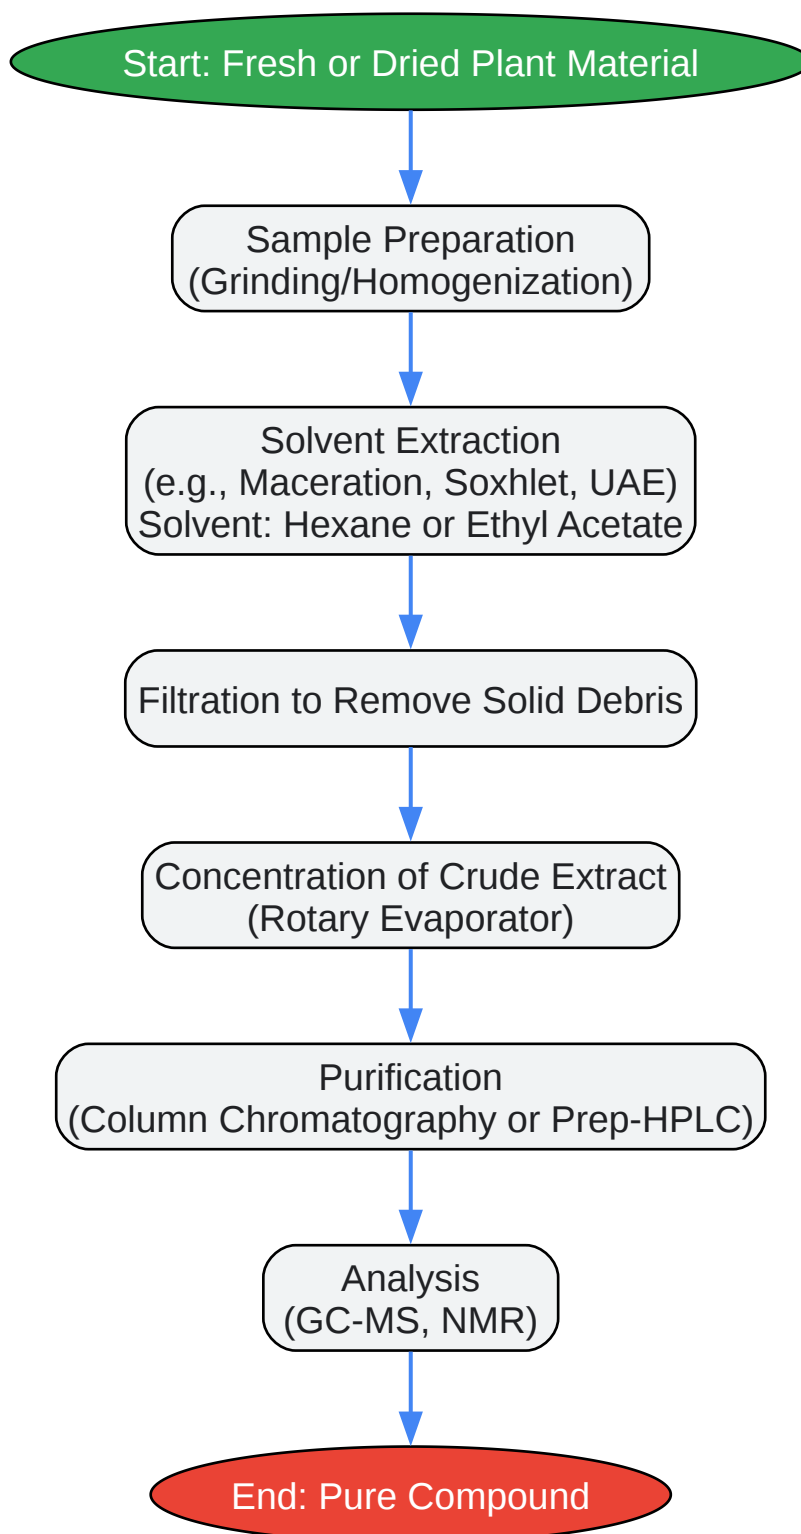 Start: Fresh or Dried Plant Material
Sample Preparation
(Grinding/Homogenization)
Solvent Extraction
(e.g., Maceration, Soxhlet, UAE)
Solvent: Hexane or Ethyl Acetate
Filtration to Remove Solid Debris
Concentration of Crude Extract
(Rotary Evaporator)
Purification
(Column Chromatography or Prep-HPLC)
Analysis
(GC-MS, NMR)
End: Pure Compound